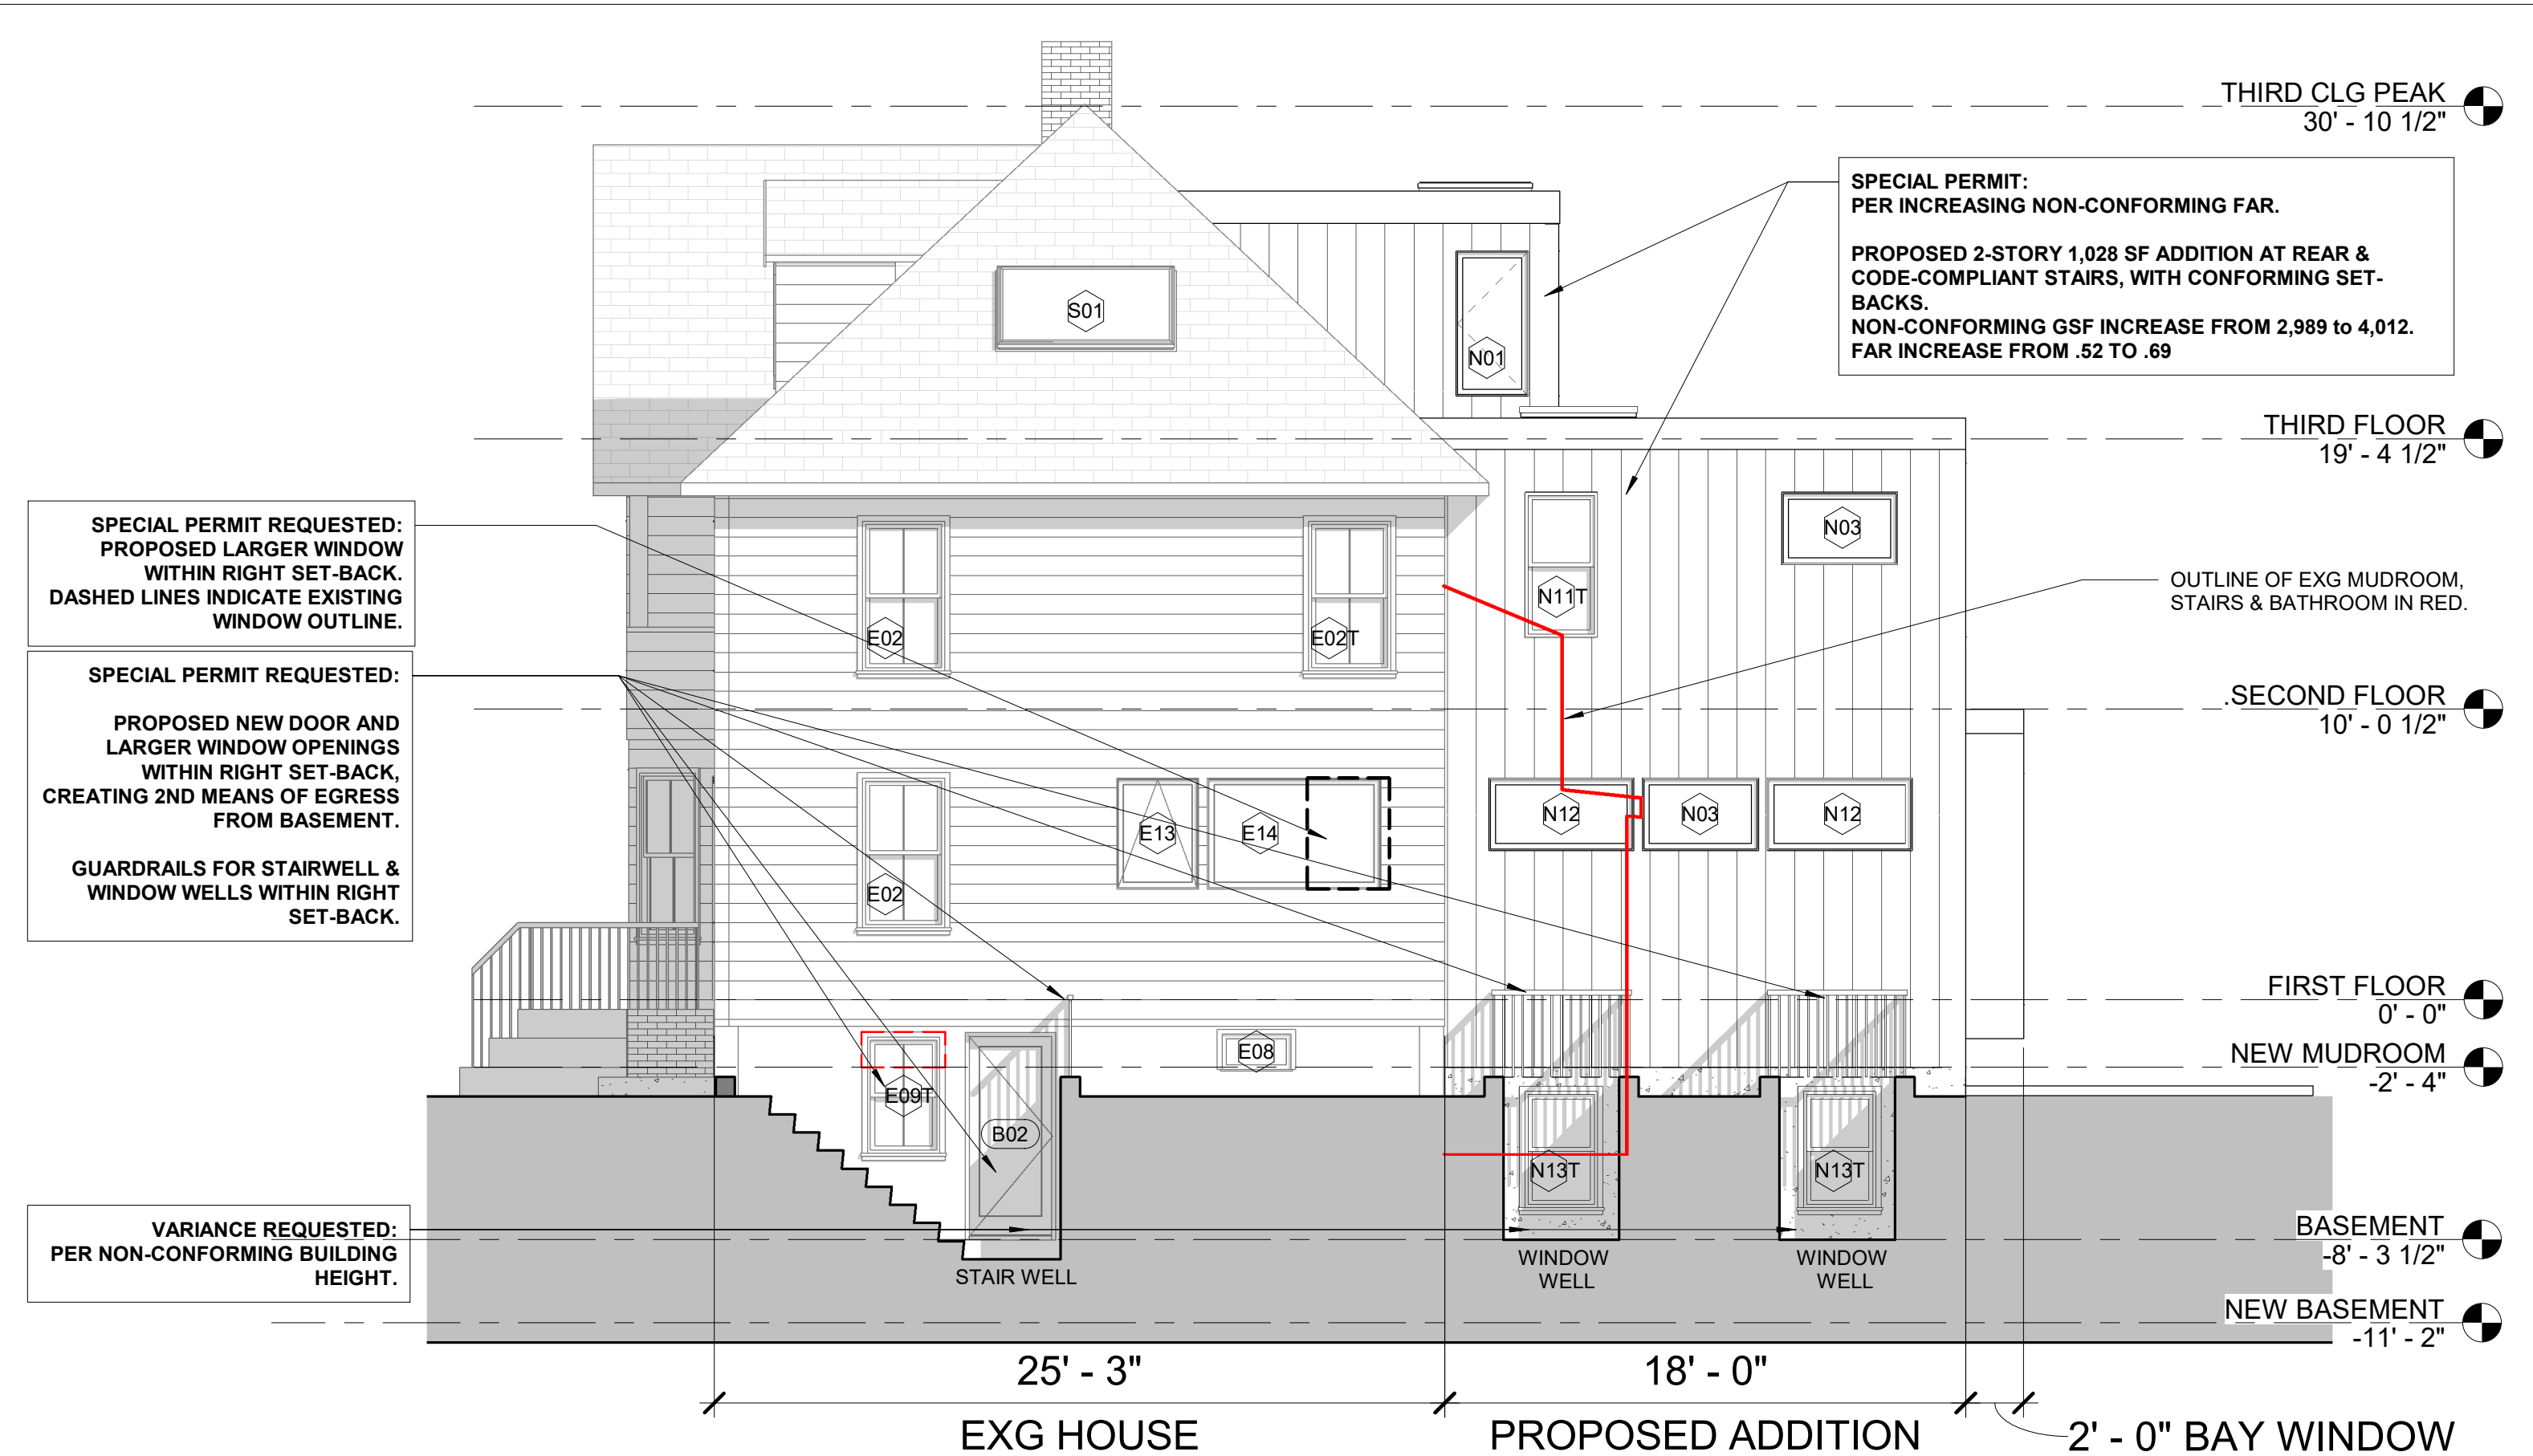 THIRD CLG PEAK
30' - 10 1/2"
SPECIAL PERMIT:
PER INCREASING NON-CONFORMING FAR.
PROPOSED 2-STORY 1,028 SF ADDITION AT REAR &
CODE-COMPLIANT STAIRS, WITH CONFORMING SET-
BACKS.
NON-CONFORMING GSF INCREASE FROM 2,989 to 4,012.
FAR INCREASE FROM .52 TO .69
S01
N01
THIRD FLOOR
19' - 4 1/2"
SPECIAL PERMIT REQUESTED:
PROPOSED LARGER WINDOW
WITHIN RIGHT SET-BACK.
DASHED LINES INDICATE EXISTING
WINDOW OUTLINE.
N03
N11T
OUTLINE OF EXG MUDROOM,
STAIRS & BATHROOM IN RED.
E02
E02T
SPECIAL PERMIT REQUESTED:
PROPOSED NEW DOOR AND
LARGER WINDOW OPENINGS
WITHIN RIGHT SET-BACK,
CREATING 2ND MEANS OF EGRESS
FROM BASEMENT.
GUARDRAILS FOR STAIRWELL &
WINDOW WELLS WITHIN RIGHT
SET-BACK.
.SECOND FLOOR
10' - 0 1/2"
E13
E14
N12
N03
N12
E02
FIRST FLOOR
0' - 0"
E08
NEW MUDROOM
-2' - 4"
E09T
B02
N13T
N13T
VARIANCE REQUESTED:
PER NON-CONFORMING BUILDING
HEIGHT.
BASEMENT
-8' - 3 1/2"
STAIR WELL
WINDOW
WELL
WINDOW
WELL
NEW BASEMENT
-11' - 2"
25' - 3"
18' - 0"
EXG HOUSE
PROPOSED ADDITION
2' - 0" BAY WINDOW